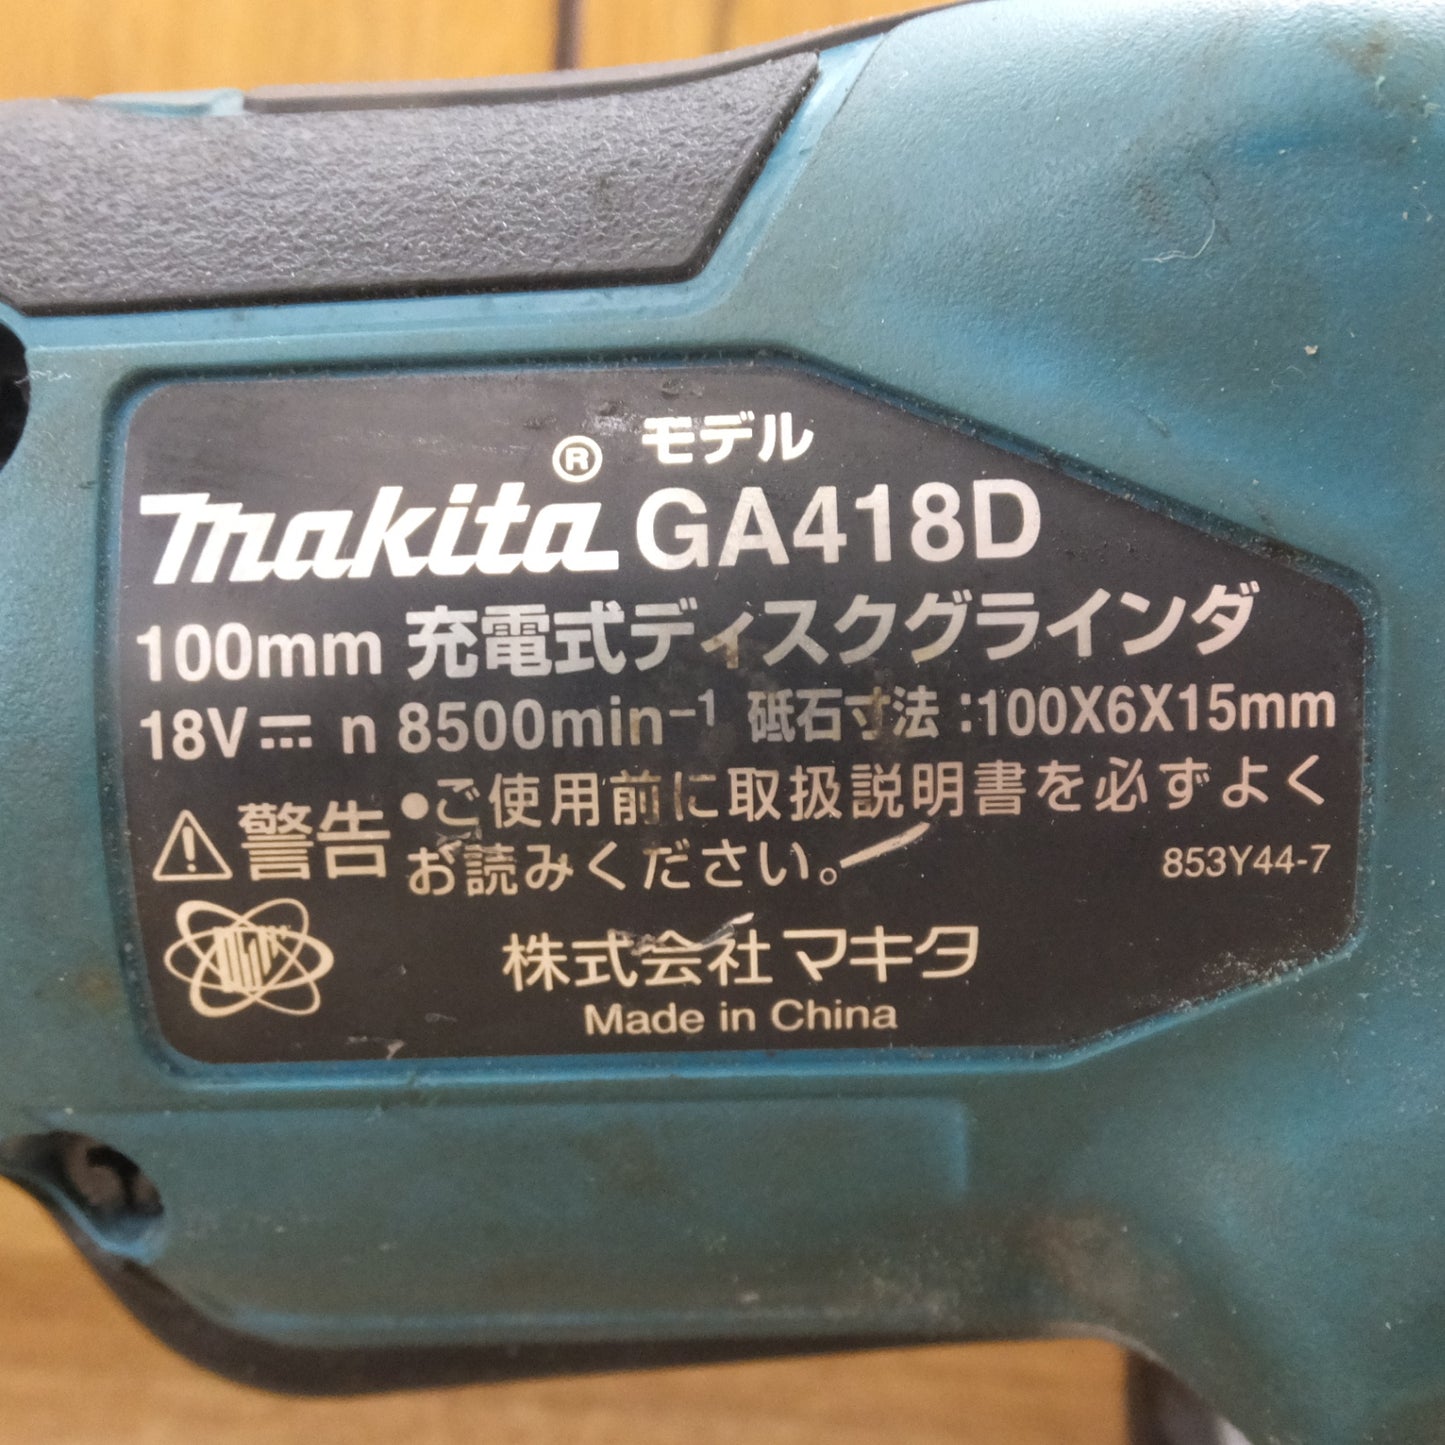 モデル
makita® GA418D
100mm 充電式ディスクグラインダ
18V⎓ n 8500min⁻¹ 砥石寸法:100X6X15mm
⚠警告 ●ご使用前に取扱説明書を必ずよく
お読みください。
853Y44-7
株式会社マキタ
Made in China